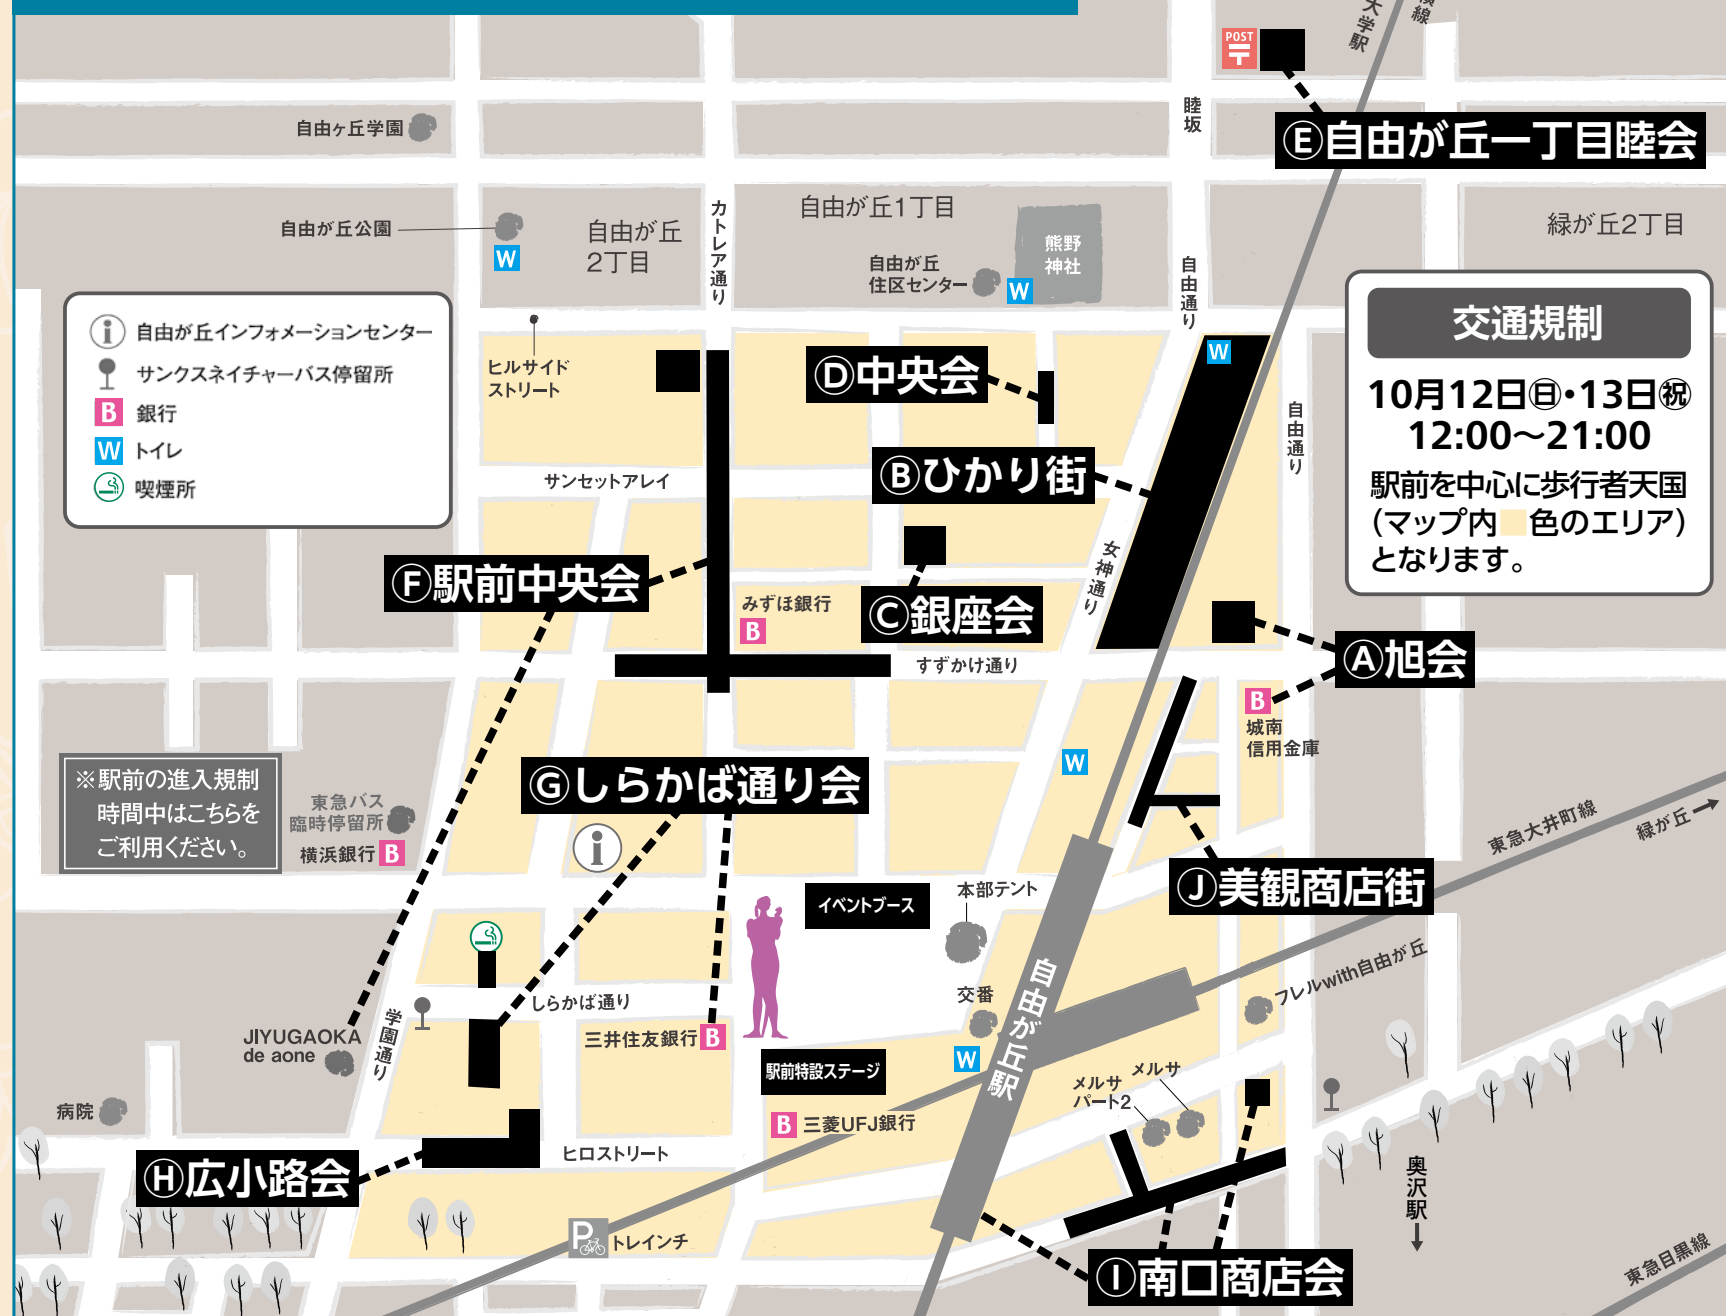 大学駅
横線
POST
睦坂
Ⓔ自由が丘一丁目睦会
自由ヶ丘学園
自由が丘公園
W
自由が丘
2丁目
カトレア通り
自由が丘1丁目
熊野
神社
自由が丘
住区センター
W
自由通り
緑が丘2丁目
i
自由が丘インフォメーションセンター
サンクスネイチャーバス停留所
B
銀行
W
トイレ
喫煙所
ヒルサイド
ストリート
Ⓓ中央会
W
自由通り
交通規制
10月12日㊐・13日㊗
12:00～21:00
駅前を中心に歩行者天国
（マップ内 色のエリア）
となります。
サンセットアレイ
Ⓑひかり街
女神通り
Ⓕ駅前中央会
みずほ銀行
B
Ⓒ銀座会
すずかけ通り
Ⓐ旭会
B
城南
信用金庫
※駅前の進入規制
時間中はこちらを
ご利用ください。
東急バス
臨時停留所
横浜銀行
B
Ⓖしらかば通り会
i
W
Ⓙ美観商店街
東急大井町線
緑が丘
イベントブース
本部テント
しらかば通り
三井住友銀行
B
交番
W
自由が丘駅
フレルwith自由が丘
JIYUGAOKA
de aone
学園通り
病院
駅前特設ステージ
B
三菱UFJ銀行
メルサ
パート2
メルサ
ヒロストリート
Ⓗ広小路会
P
トレインチ
Ⓘ南口商店会
奥沢駅
東急目黒線